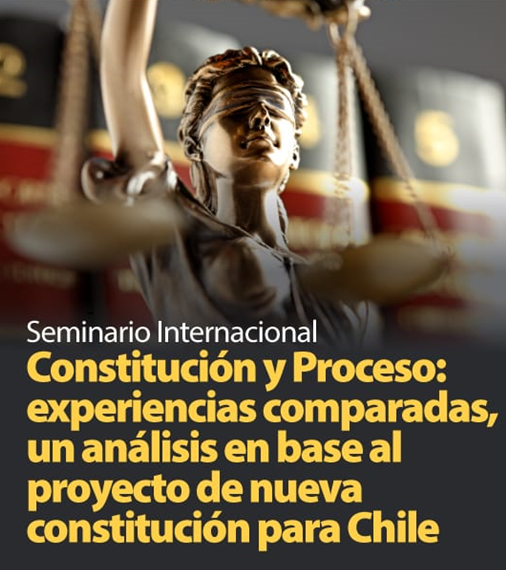 Seminario Internacional
Constitución y Proceso:
experiencias comparadas,
un análisis en base al
proyecto de nueva
constitución para Chile